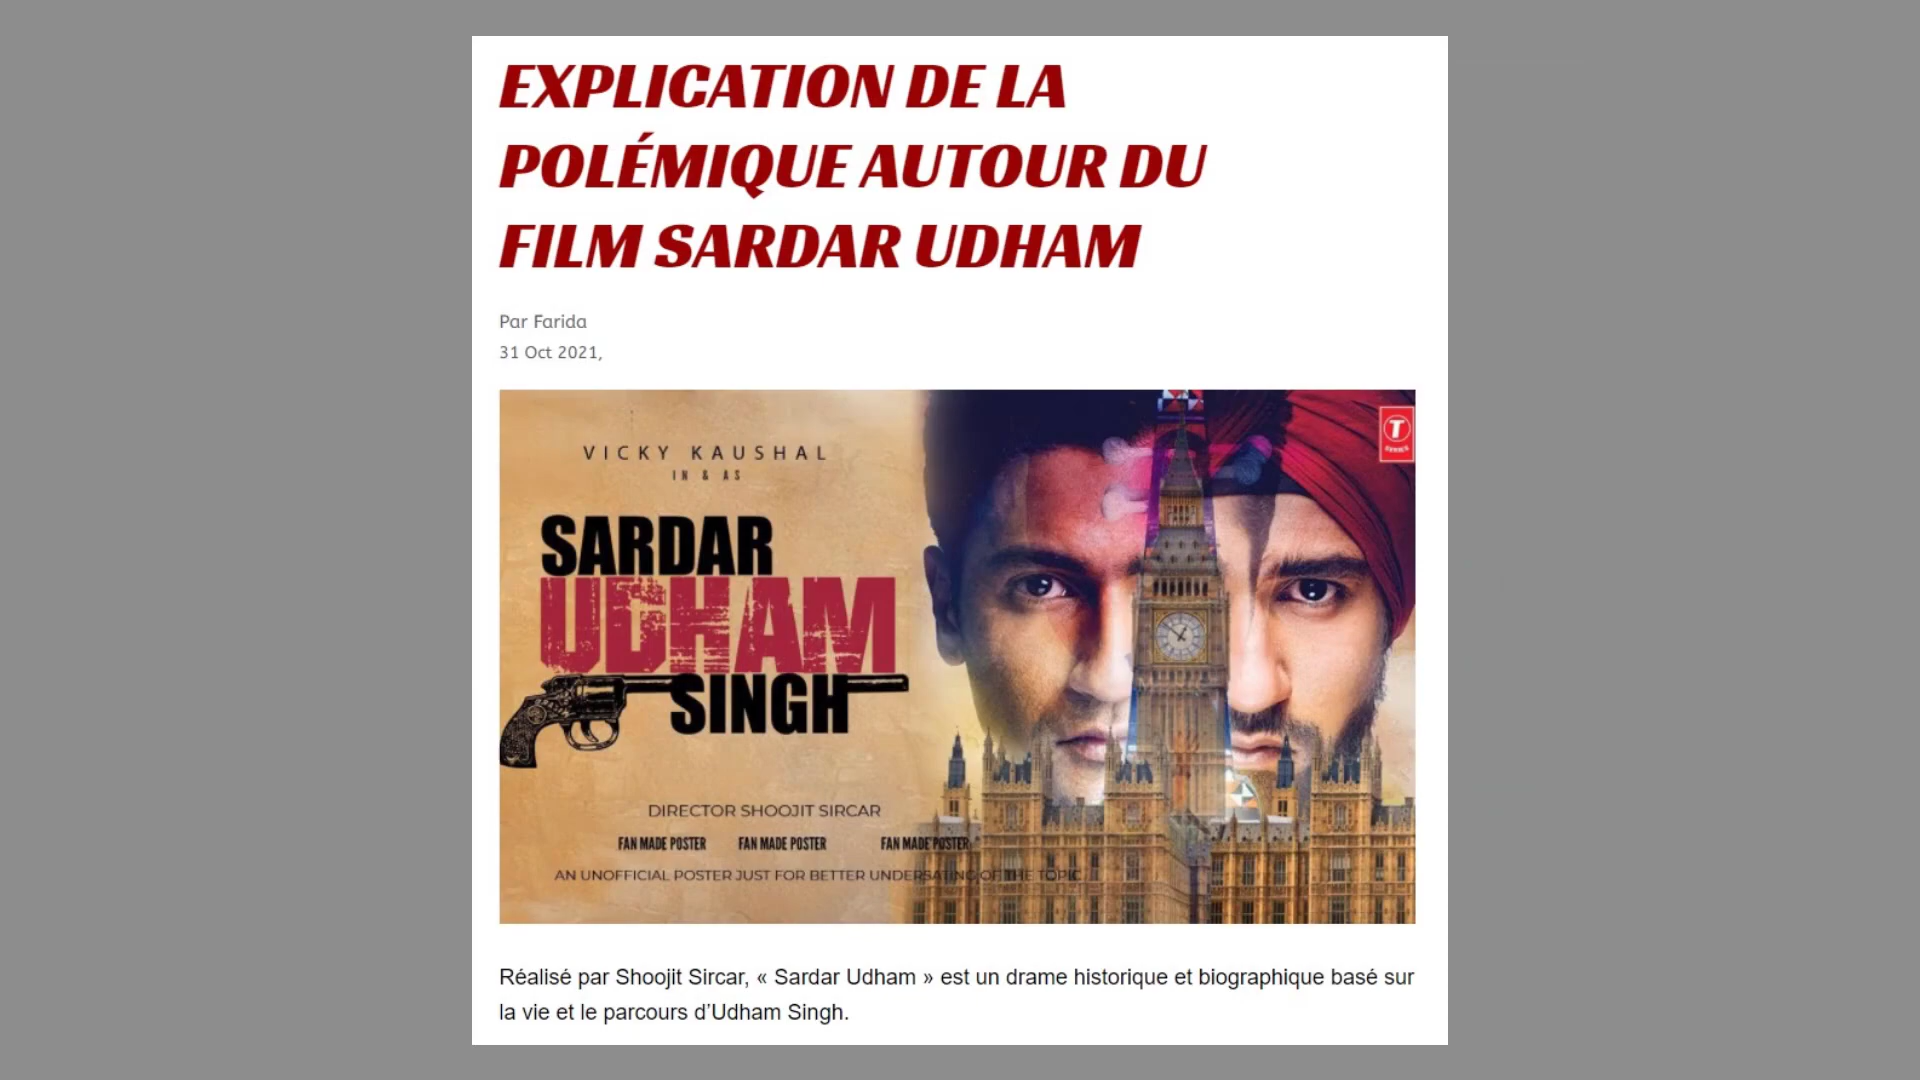 EXPLICATION DE LA
POLÉMIQUE AUTOUR DU
FILM SARDAR UDHAM
Par Farida
31 Oct 2021,
VICKY KAUSHAL
IN & AS
SARDAR
UDHAM
SINGH
T
SERIES
DIRECTOR SHOOJIT SIRCAR
FAN MADE POSTER FAN MADE POSTER FAN MADE POSTER
AN UNOFFICIAL POSTER JUST FOR BETTER UNDERSATING OF THE TOPIC
Réalisé par Shoojit Sircar, « Sardar Udham » est un drame historique et biographique basé sur
la vie et le parcours d’Udham Singh.